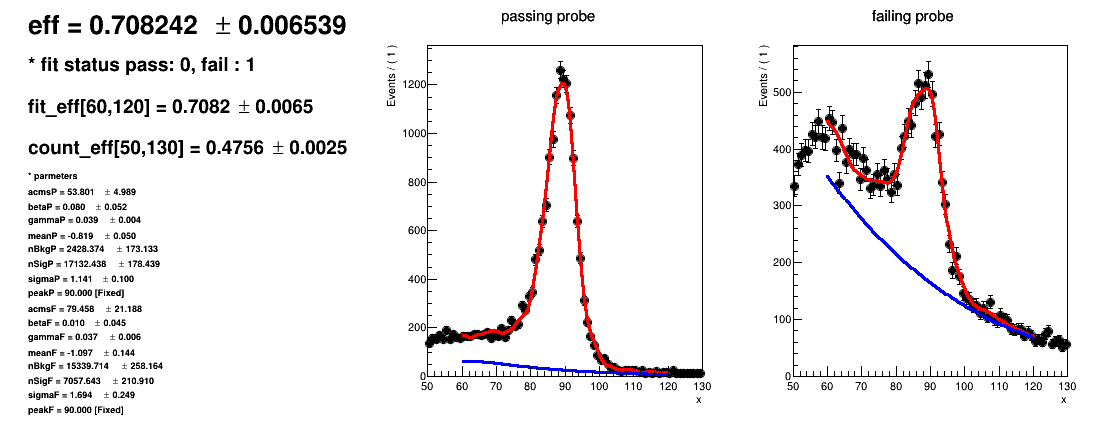 eff = 0.708242 ± 0.006539
* fit status pass: 0, fail : 1
fit_eff[60,120] = 0.7082 ± 0.0065
count_eff[50,130] = 0.4756 ± 0.0025
* parmeters
acmsP = 53.801 ± 4.989
betaP = 0.080 ± 0.052
gammaP = 0.039 ± 0.004
meanP = -0.819 ± 0.050
nBkgP = 2428.374 ± 173.133
nSigP = 17132.438 ± 178.439
sigmaP = 1.141 ± 0.100
peakP = 90.000 [Fixed]
acmsF = 79.458 ± 21.188
betaF = 0.010 ± 0.045
gammaF = 0.037 ± 0.006
meanF = -1.097 ± 0.144
nBkgF = 15339.714 ± 258.164
nSigF = 7057.643 ± 210.910
sigmaF = 1.694 ± 0.249
peakF = 90.000 [Fixed]
passing probe
Events / ( 1 )
1200
1000
800
600
400
200
0
50 60 70 80 90 100 110 120 130
x
failing probe
Events / ( 1 )
500
400
300
200
100
0
50 60 70 80 90 100 110 120 130
x